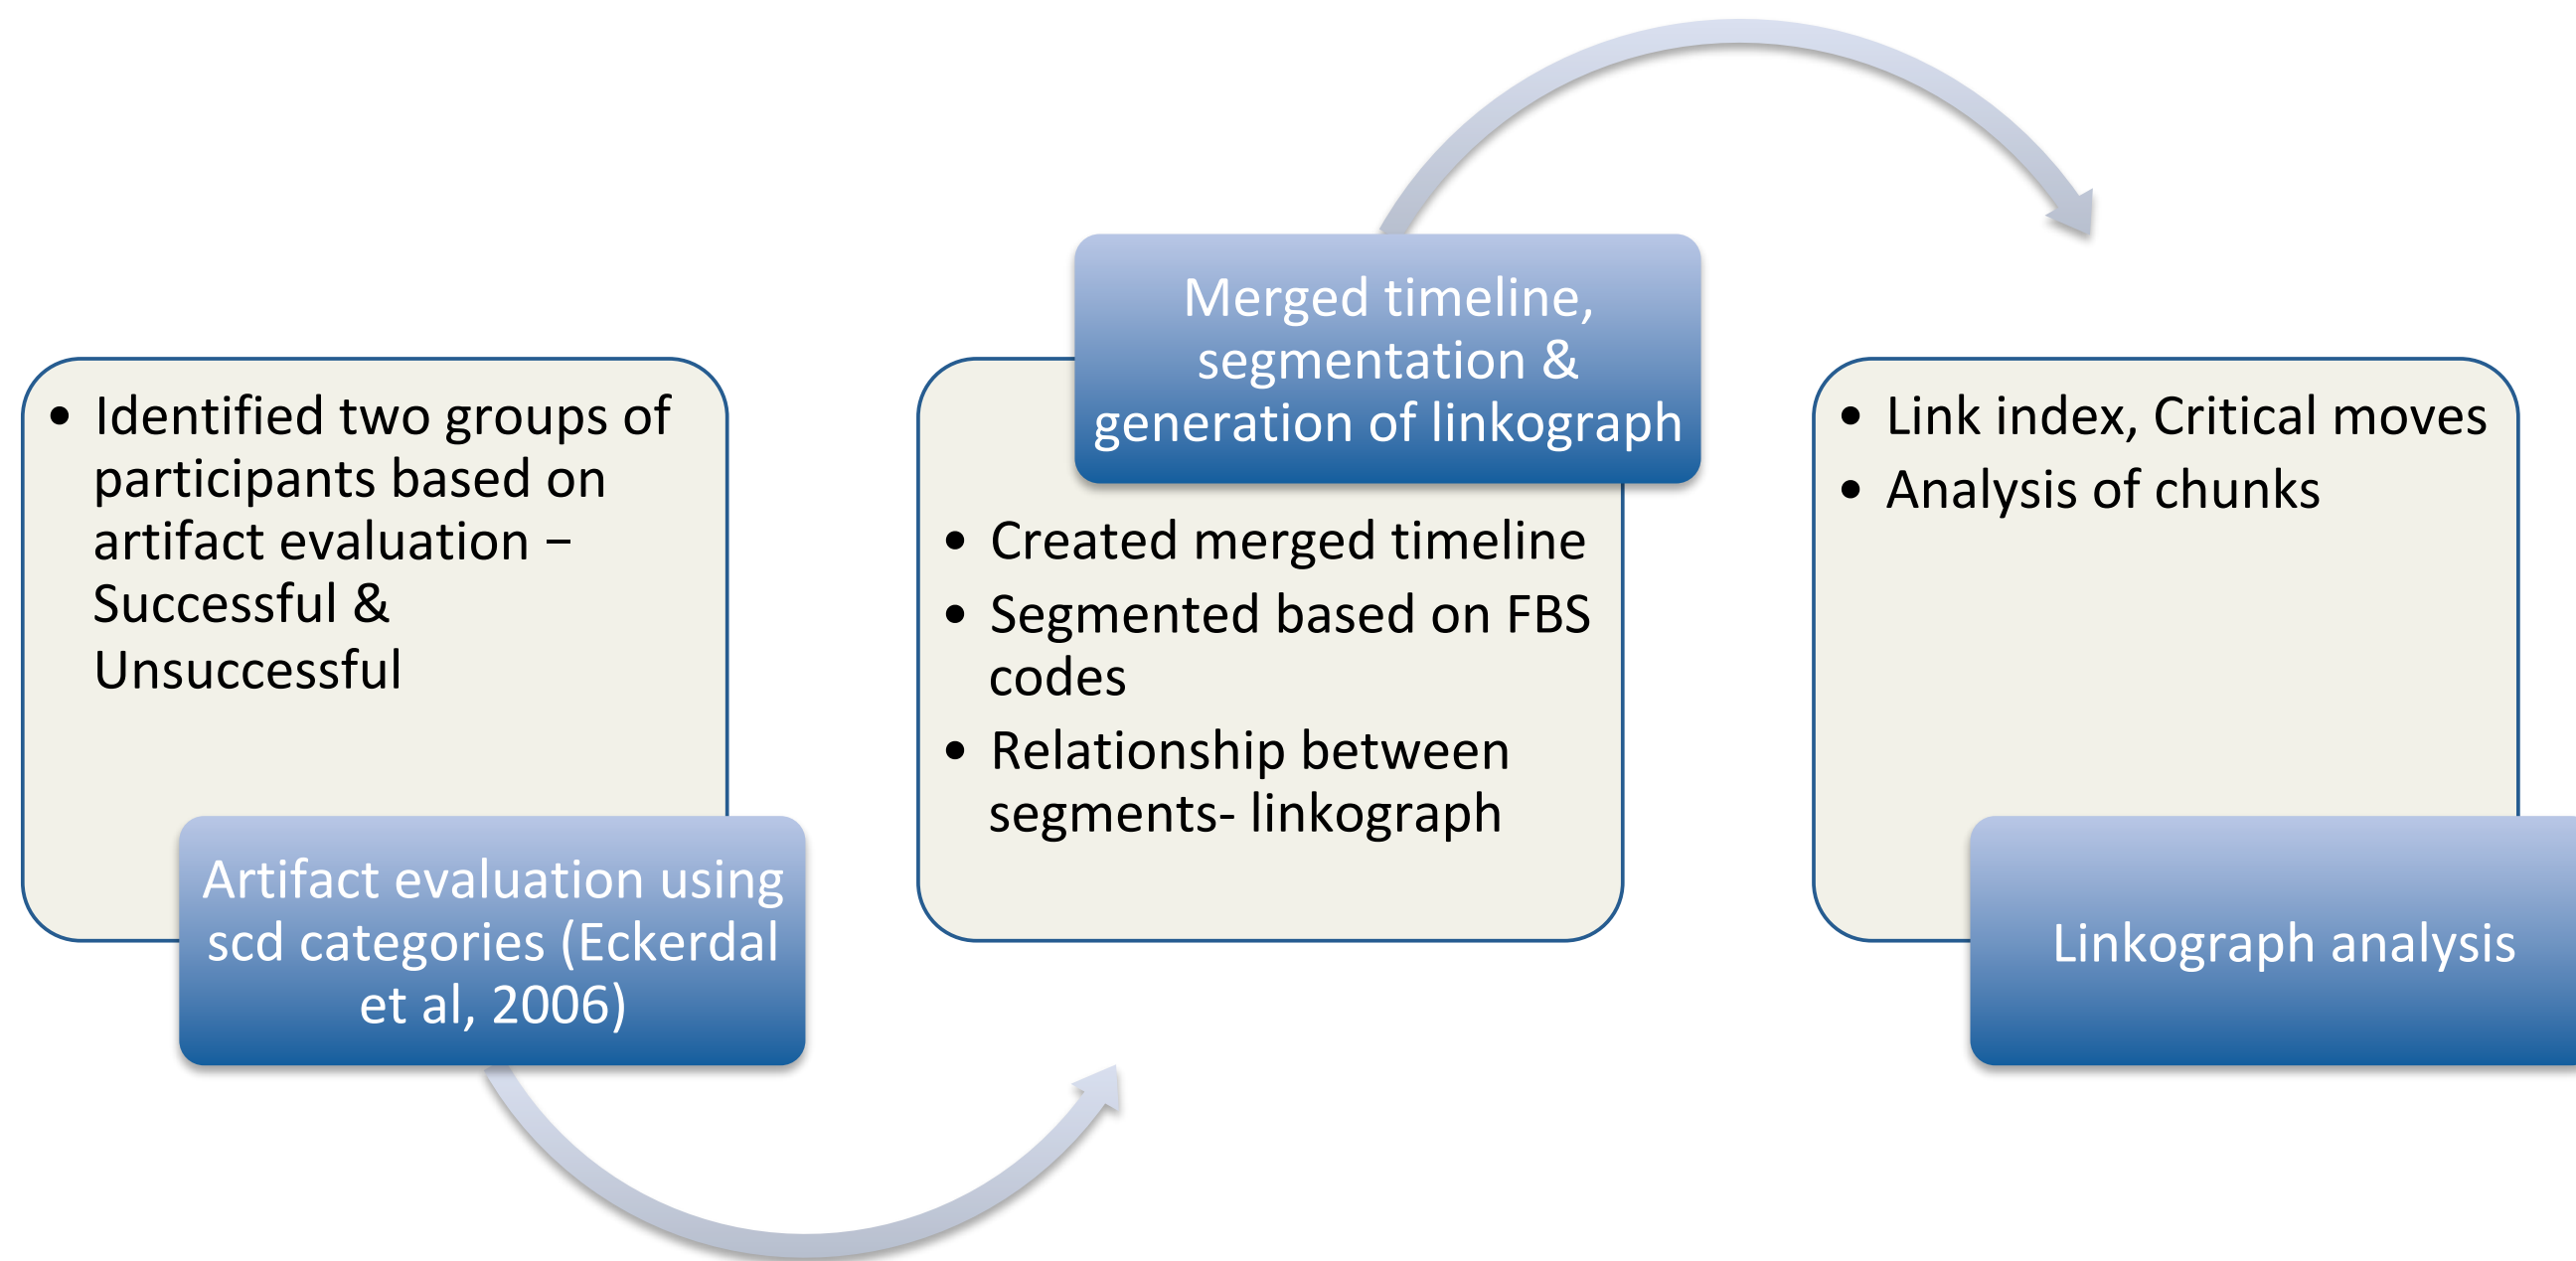 • Identified two groups of
participants based on
artifact evaluation –
Successful &
Unsuccessful
Artifact evaluation using
scd categories (Eckerdal
et al, 2006)
Merged timeline,
segmentation &
generation of linkograph
• Created merged timeline
• Segmented based on FBS
codes
• Relationship between
segments- linkograph
• Link index, Critical moves
• Analysis of chunks
Linkograph analysis